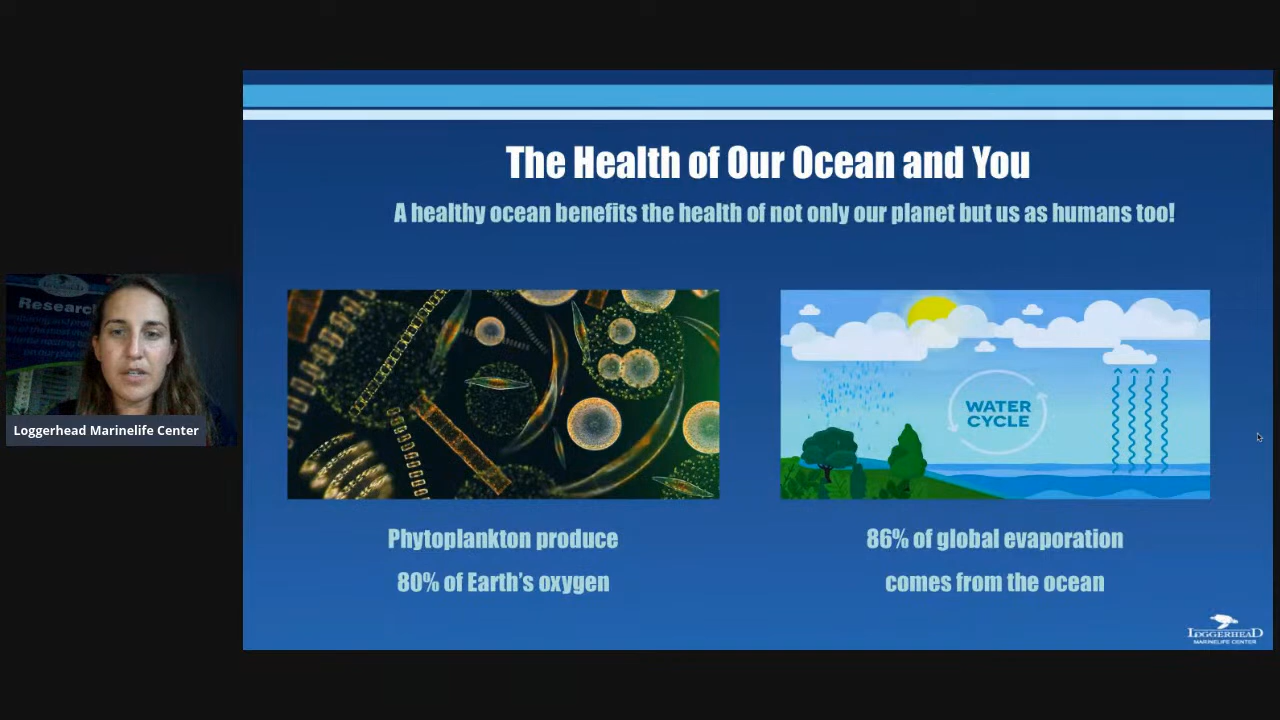 The Health of Our Ocean and You
A healthy ocean benefits the health of not only our planet but us as humans too!
Research
Loggerhead Marinelife Center
WATER
CYCLE
Phytoplankton produce
80% of Earth's oxygen
86% of global evaporation
comes from the ocean
LOGGERHEAD
MARINELIFE CENTER